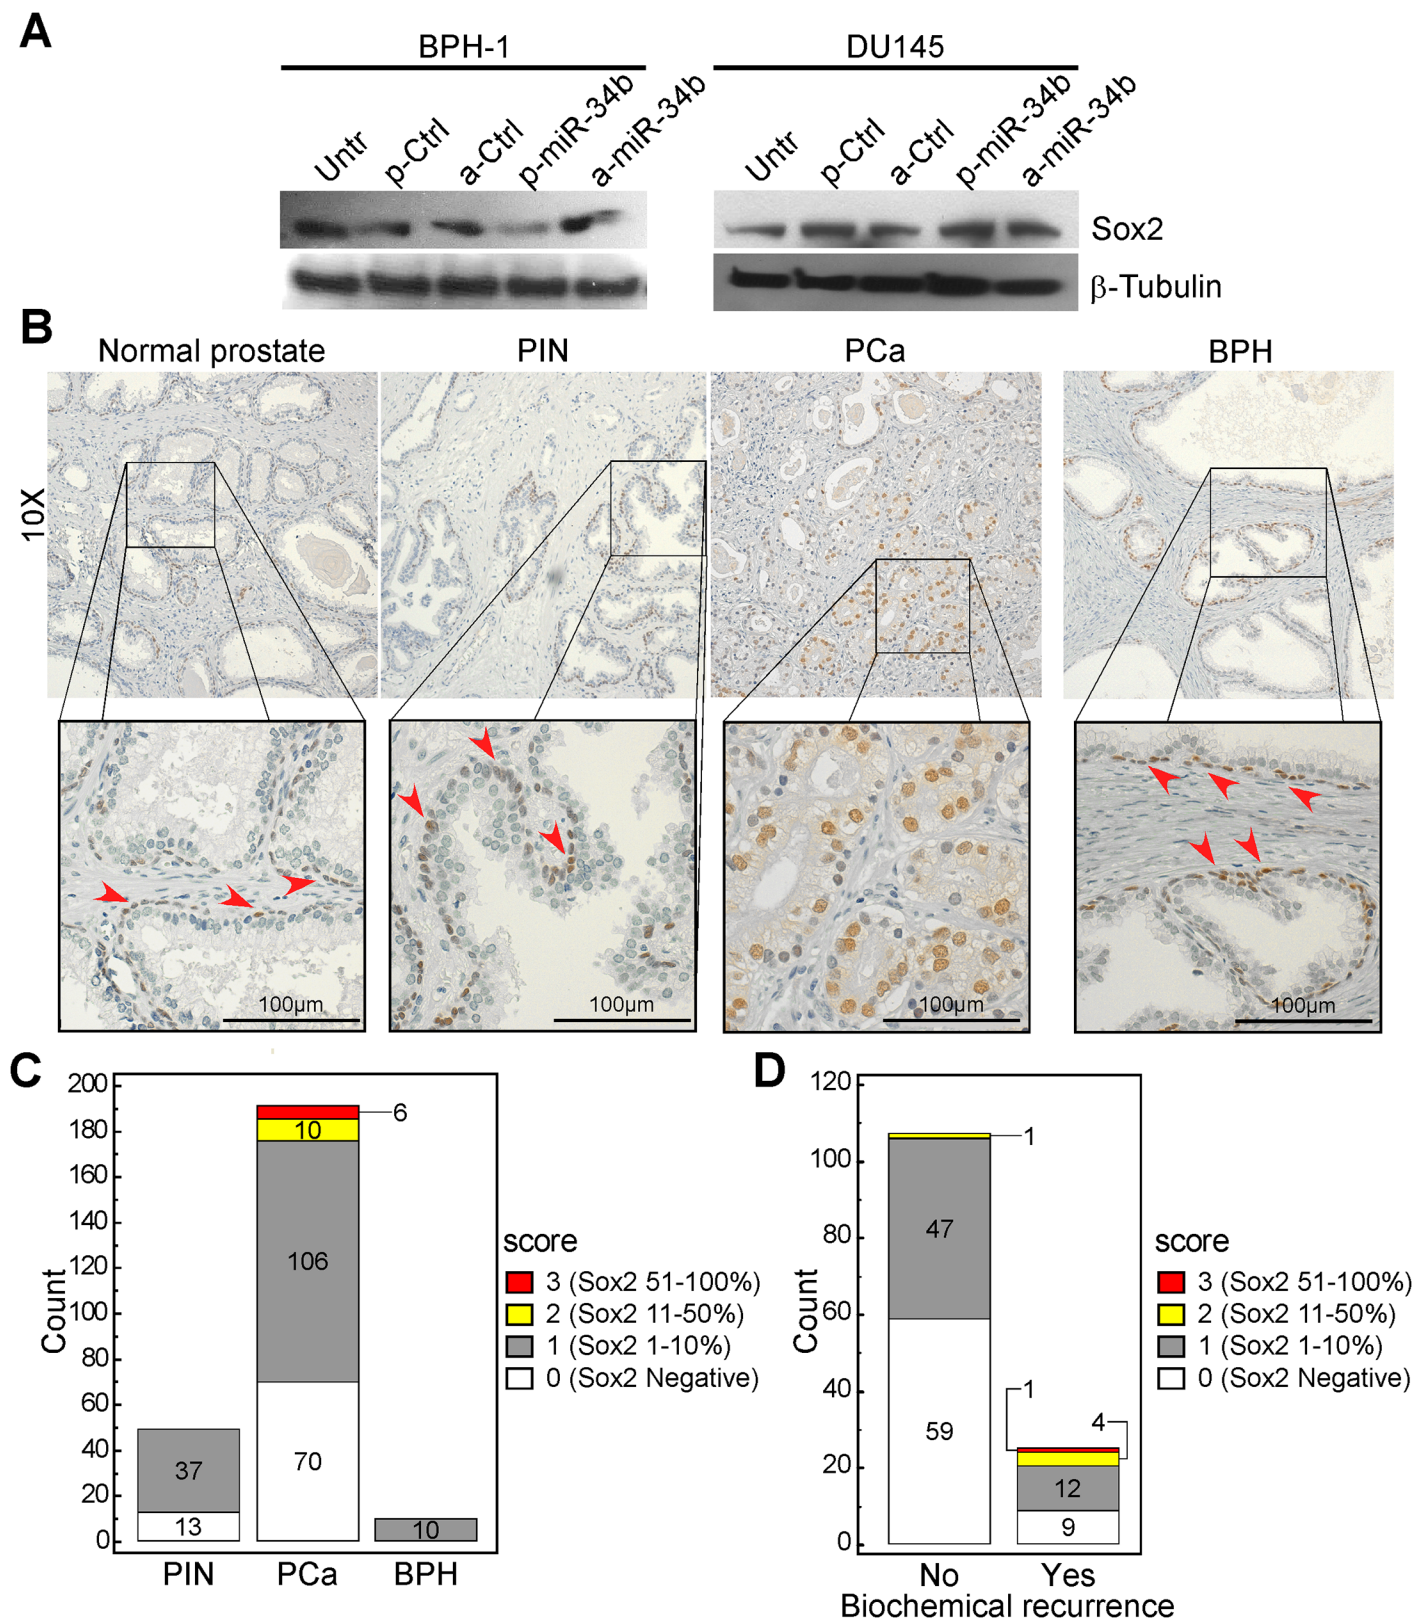 A
BPH-1
DU145
Untr
p-Ctrl
a-Ctrl
p-miR-34b
a-miR-34b
Untr
p-Ctrl
a-Ctrl
p-miR-34b
a-miR-34b
Sox2
β-Tubulin
B
Normal prostate
PIN
PCa
BPH
10X
100µm
100µm
100µm
100µm
C
200
180
160
140
120
100
80
60
40
20
0
Count
6
10
106
70
37
13
10
PIN
PCa
BPH
score
3 (Sox2 51-100%)
2 (Sox2 11-50%)
1 (Sox2 1-10%)
0 (Sox2 Negative)
D
120
100
80
60
40
20
0
Count
1
47
59
1
4
12
9
No
Yes
Biochemical recurrence
score
3 (Sox2 51-100%)
2 (Sox2 11-50%)
1 (Sox2 1-10%)
0 (Sox2 Negative)